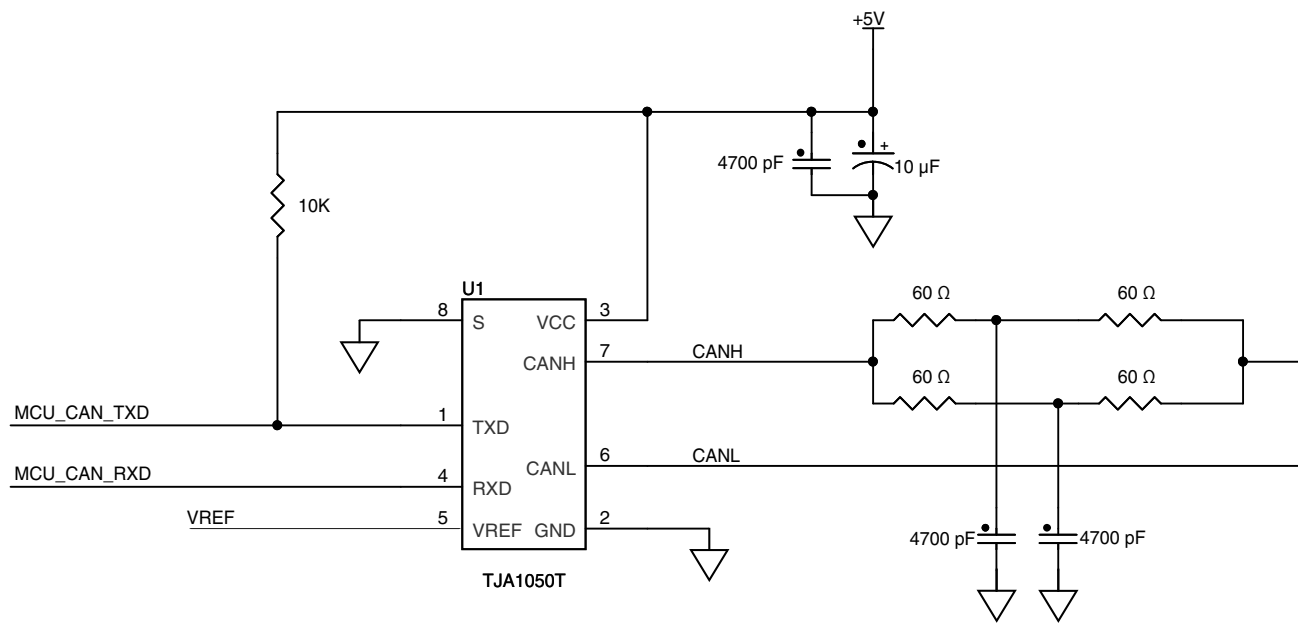 +5V
4700 pF
+
10 µF
10K
U1
60 Ω
60 Ω
8
S
VCC
3
CANH
7
CANH
60 Ω
60 Ω
MCU_CAN_TXD
1
TXD
CANL
6
CANL
MCU_CAN_RXD
4
RXD
VREF
5
VREF
GND
2
4700 pF
4700 pF
TJA1050T